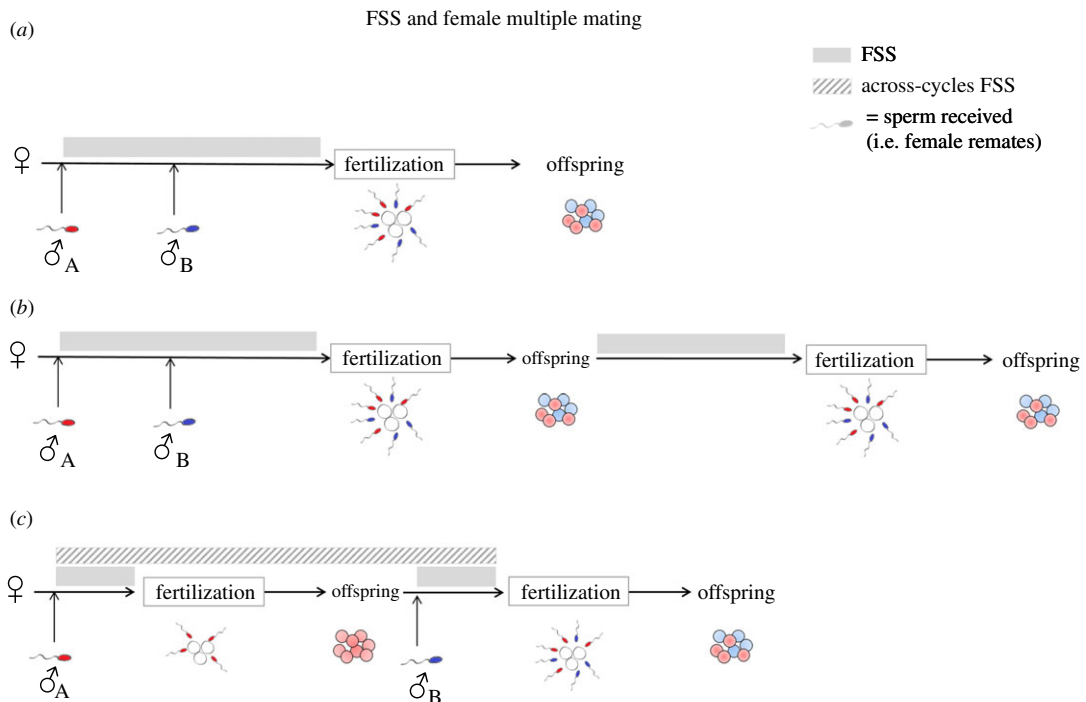 FSS and female multiple mating
(a)
FSS
across-cycles FSS
= sperm received
(i.e. female remates)
♀
fertilization
offspring
♂A
♂B
(b)
♀
fertilization
offspring
fertilization
offspring
♂A
♂B
(c)
♀
fertilization
offspring
fertilization
offspring
♂A
♂B